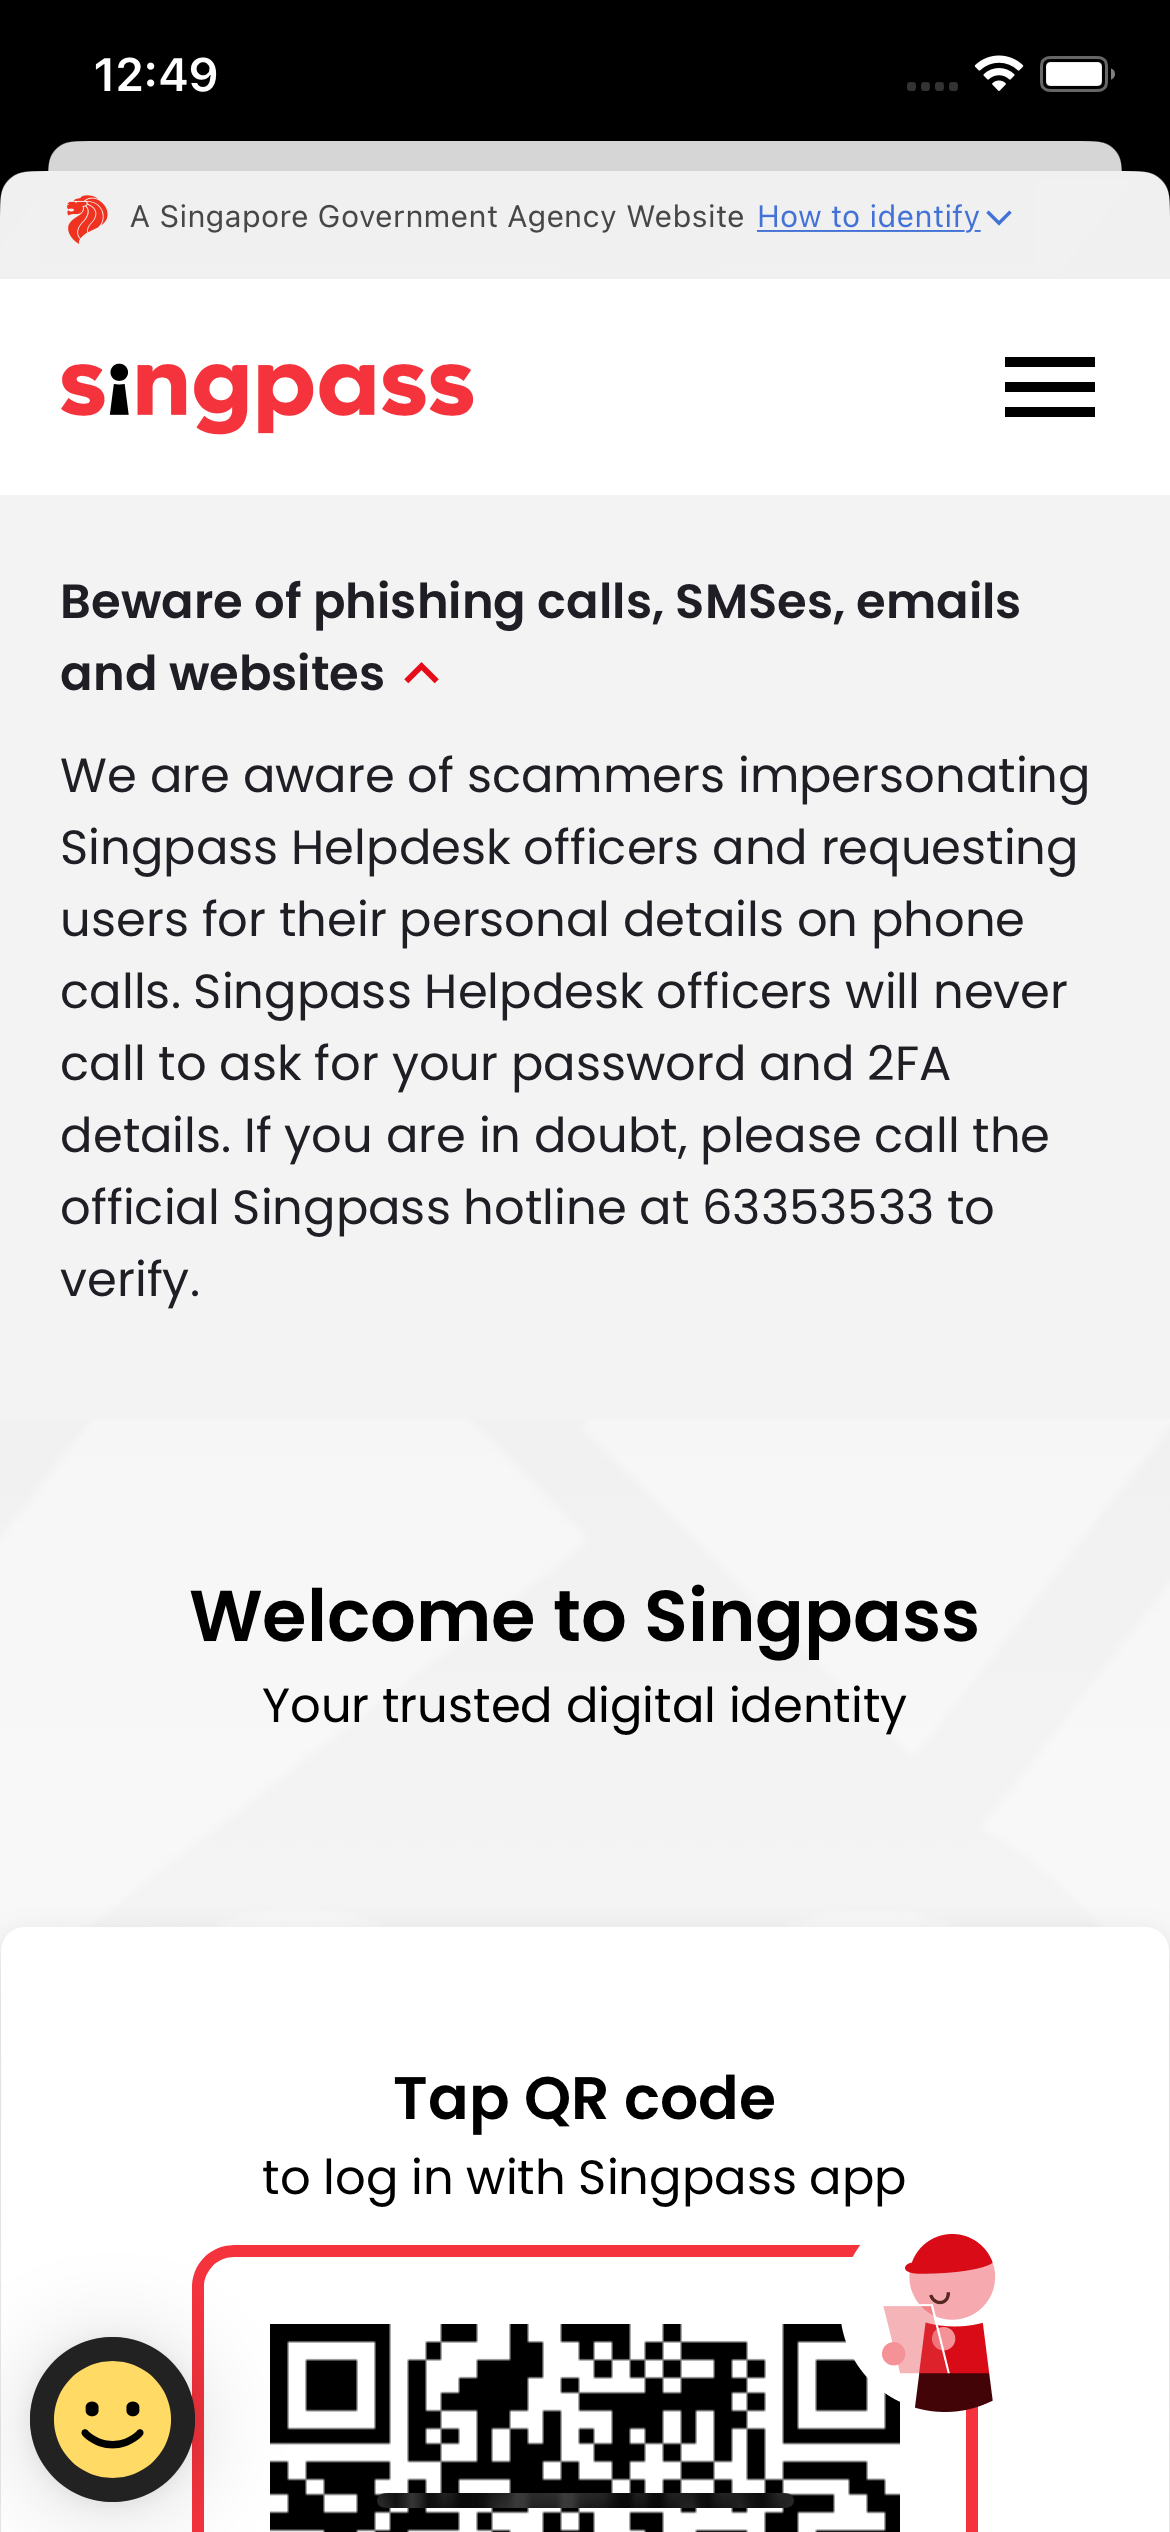 12:49
A Singapore Government Agency Website How to identify
singpass
Beware of phishing calls, SMSes, emails
and websites
We are aware of scammers impersonating
Singpass Helpdesk officers and requesting
users for their personal details on phone
calls. Singpass Helpdesk officers will never
call to ask for your password and 2FA
details. If you are in doubt, please call the
official Singpass hotline at 63353533 to
verify.
Welcome to Singpass
Your trusted digital identity
Tap QR code
to log in with Singpass app